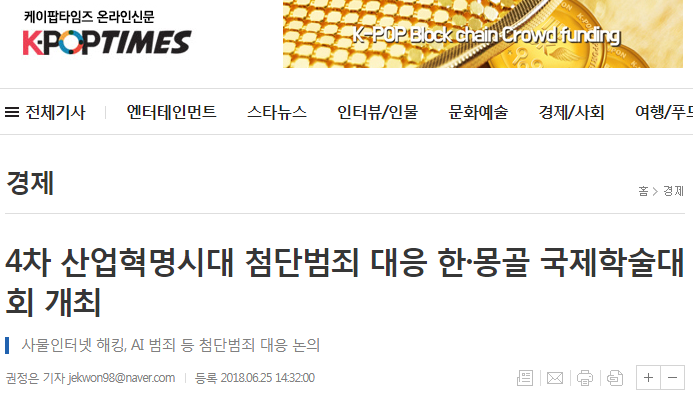 케이팝타임즈 온라인신문
K-POPTIMES
K-POP Block chain Crowd funding
전체기사 엔터테인먼트 스타뉴스 인터뷰/인물 문화예술 경제/사회 여행/푸드
경제
홈 > 경제
4차 산업혁명시대 첨단범죄 대응 한·몽골 국제학술대
회 개최
사물인터넷 해킹, AI 범죄 등 첨단범죄 대응 논의
권정은 기자 jekwon98@naver.com 등록 2018.06.25 14:32:00